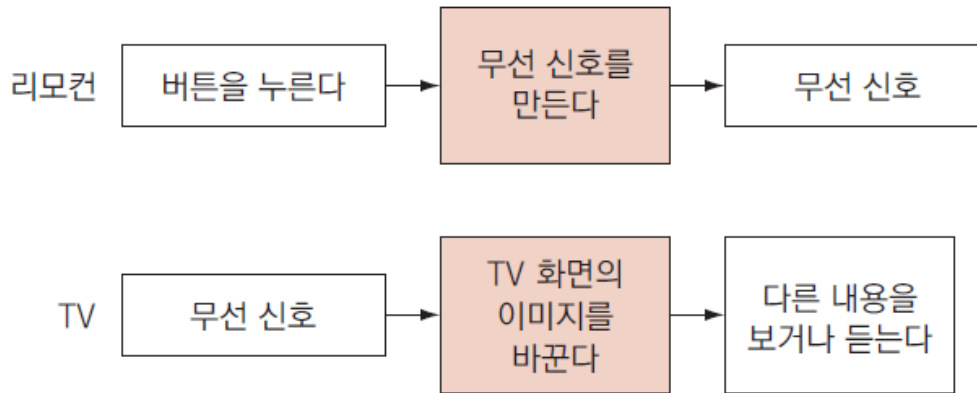 리모컨
버튼을 누른다
무선 신호를
만든다
무선 신호
TV
무선 신호
TV 화면의
이미지를
바꾼다
다른 내용을
보거나 듣는다